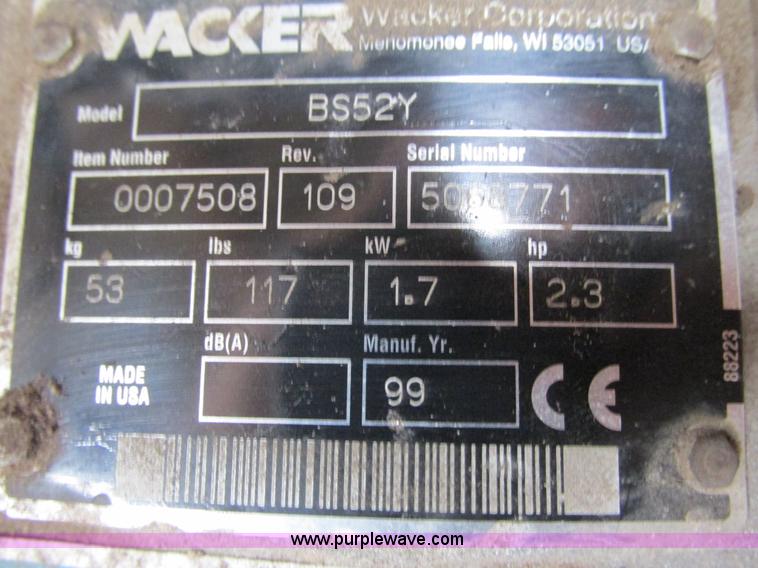 WACKER Wacker Corporation
Menomonee Falls, WI 53051 USA
Model BS52Y
Item Number Rev. Serial Number
0007508 109
kg lbs kW hp
53 117 1.7 2.3
dB(A) Manuf. Yr.
MADE IN USA 99 CE
88223
www.purplewave.com